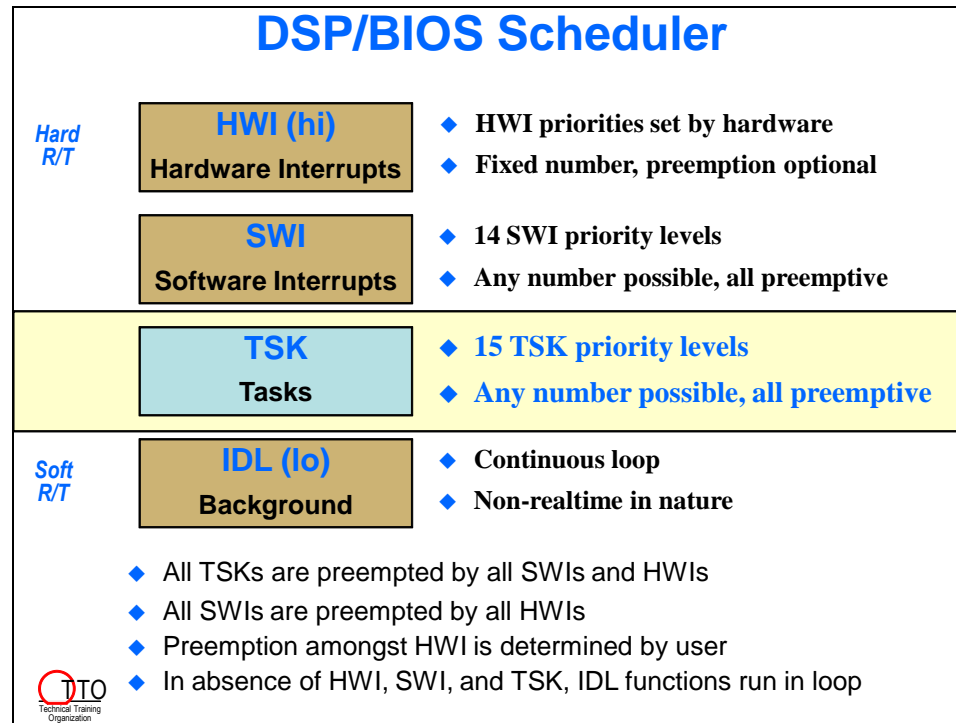 DSP/BIOS Scheduler
Hard
R/T
HWI (hi)
Hardware Interrupts
HWI priorities set by hardware
Fixed number, preemption optional
SWI
Software Interrupts
14 SWI priority levels
Any number possible, all preemptive
TSK
Tasks
15 TSK priority levels
Any number possible, all preemptive
Soft
R/T
IDL (lo)
Background
Continuous loop
Non-realtime in nature
All TSKs are preempted by all SWIs and HWIs
All SWIs are preempted by all HWIs
Preemption amongst HWI is determined by user
In absence of HWI, SWI, and TSK, IDL functions run in loop
TTO
Technical Training
Organization